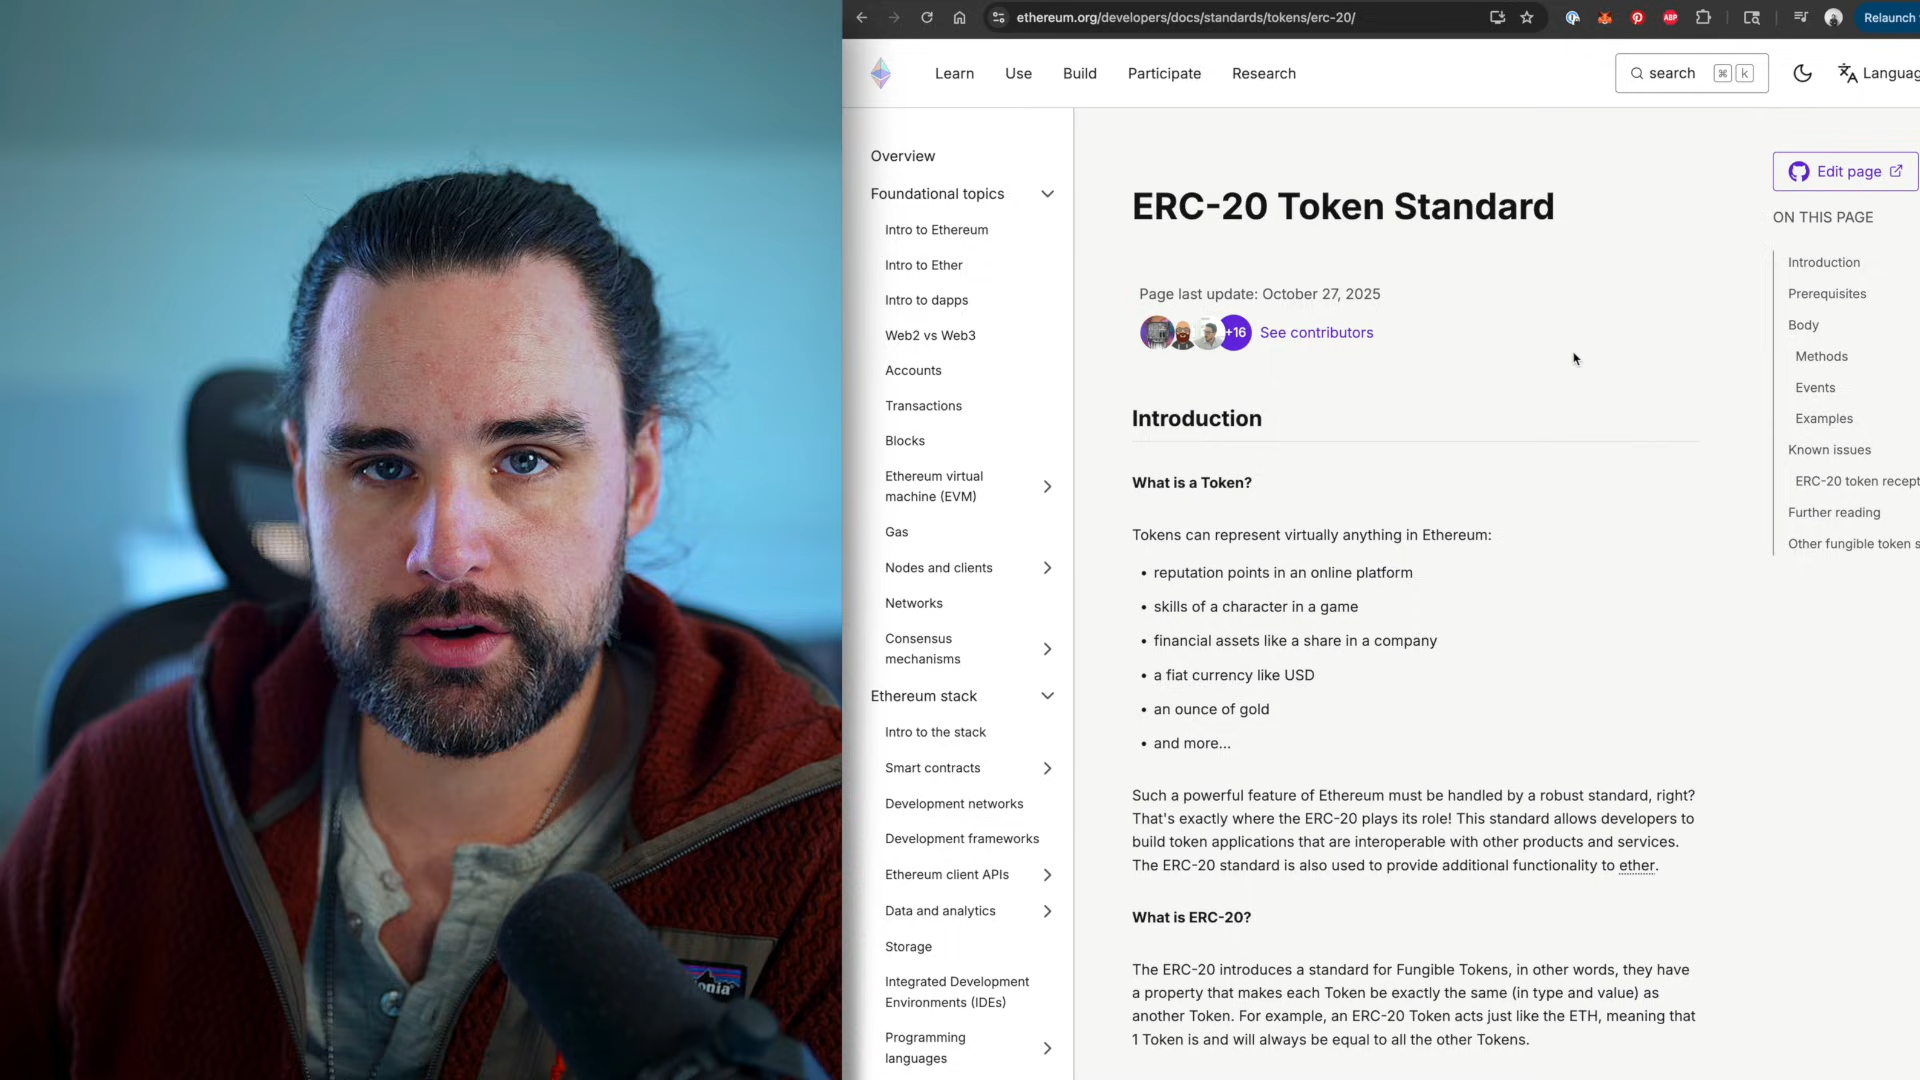 ethereum.org/developers/docs/standards/tokens/erc-20/
ABP
Relaunch
Learn
Use
Build
Participate
Research
search
⌘ k
Languag
Overview
Foundational topics
Intro to Ethereum
Intro to Ether
Intro to dapps
Web2 vs Web3
Accounts
Transactions
Blocks
Ethereum virtual
machine (EVM)
Gas
Nodes and clients
Networks
Consensus
mechanisms
Ethereum stack
Intro to the stack
Smart contracts
Development networks
Development frameworks
Ethereum client APIs
Data and analytics
Storage
Integrated Development
Environments (IDEs)
Programming
languages
ERC-20 Token Standard
Page last update: October 27, 2025
+16
See contributors
Introduction
What is a Token?
Tokens can represent virtually anything in Ethereum:
• reputation points in an online platform
• skills of a character in a game
• financial assets like a share in a company
• a fiat currency like USD
• an ounce of gold
• and more...
Such a powerful feature of Ethereum must be handled by a robust standard, right?
That's exactly where the ERC-20 plays its role! This standard allows developers to
build token applications that are interoperable with other products and services.
The ERC-20 standard is also used to provide additional functionality to ether.
What is ERC-20?
The ERC-20 introduces a standard for Fungible Tokens, in other words, they have
a property that makes each Token be exactly the same (in type and value) as
another Token. For example, an ERC-20 Token acts just like the ETH, meaning that
1 Token is and will always be equal to all the other Tokens.
Edit page
ON THIS PAGE
Introduction
Prerequisites
Body
Methods
Events
Examples
Known issues
ERC-20 token recept
Further reading
Other fungible token s
onia